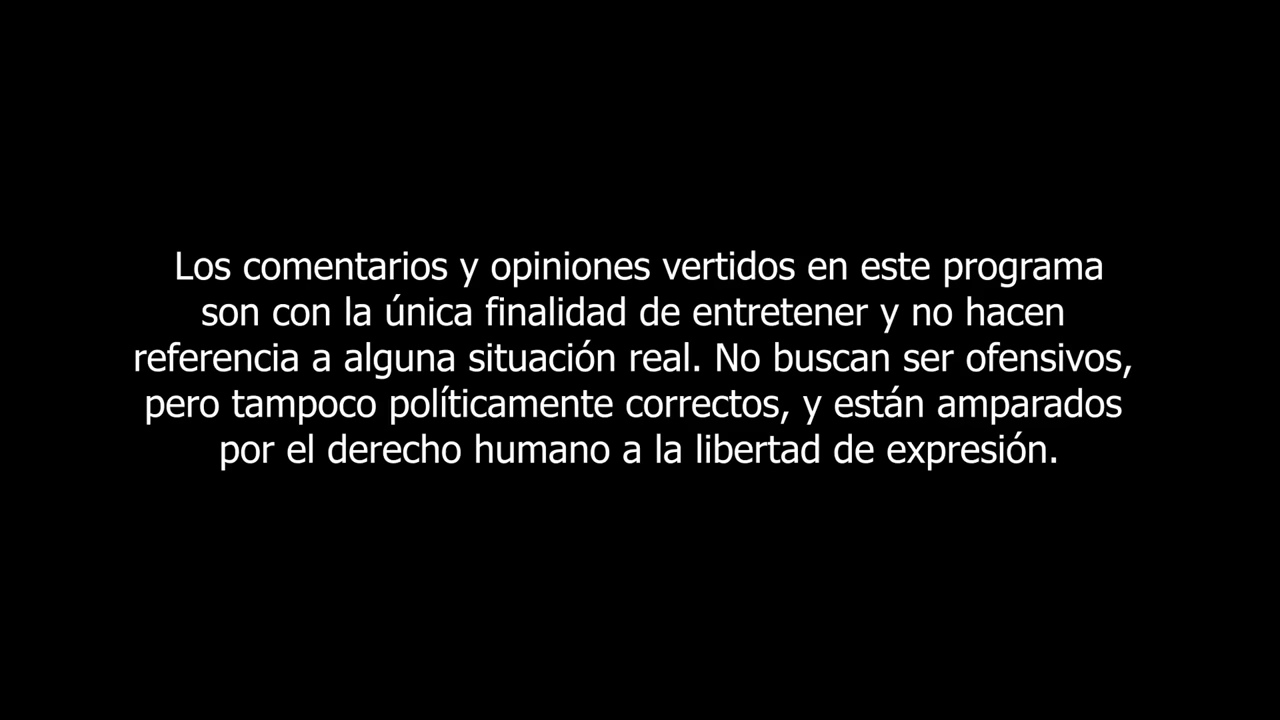 Los comentarios y opiniones vertidos en este programa
son con la única finalidad de entretener y no hacen
referencia a alguna situación real. No buscan ser ofensivos,
pero tampoco políticamente correctos, y están amparados
por el derecho humano a la libertad de expresión.